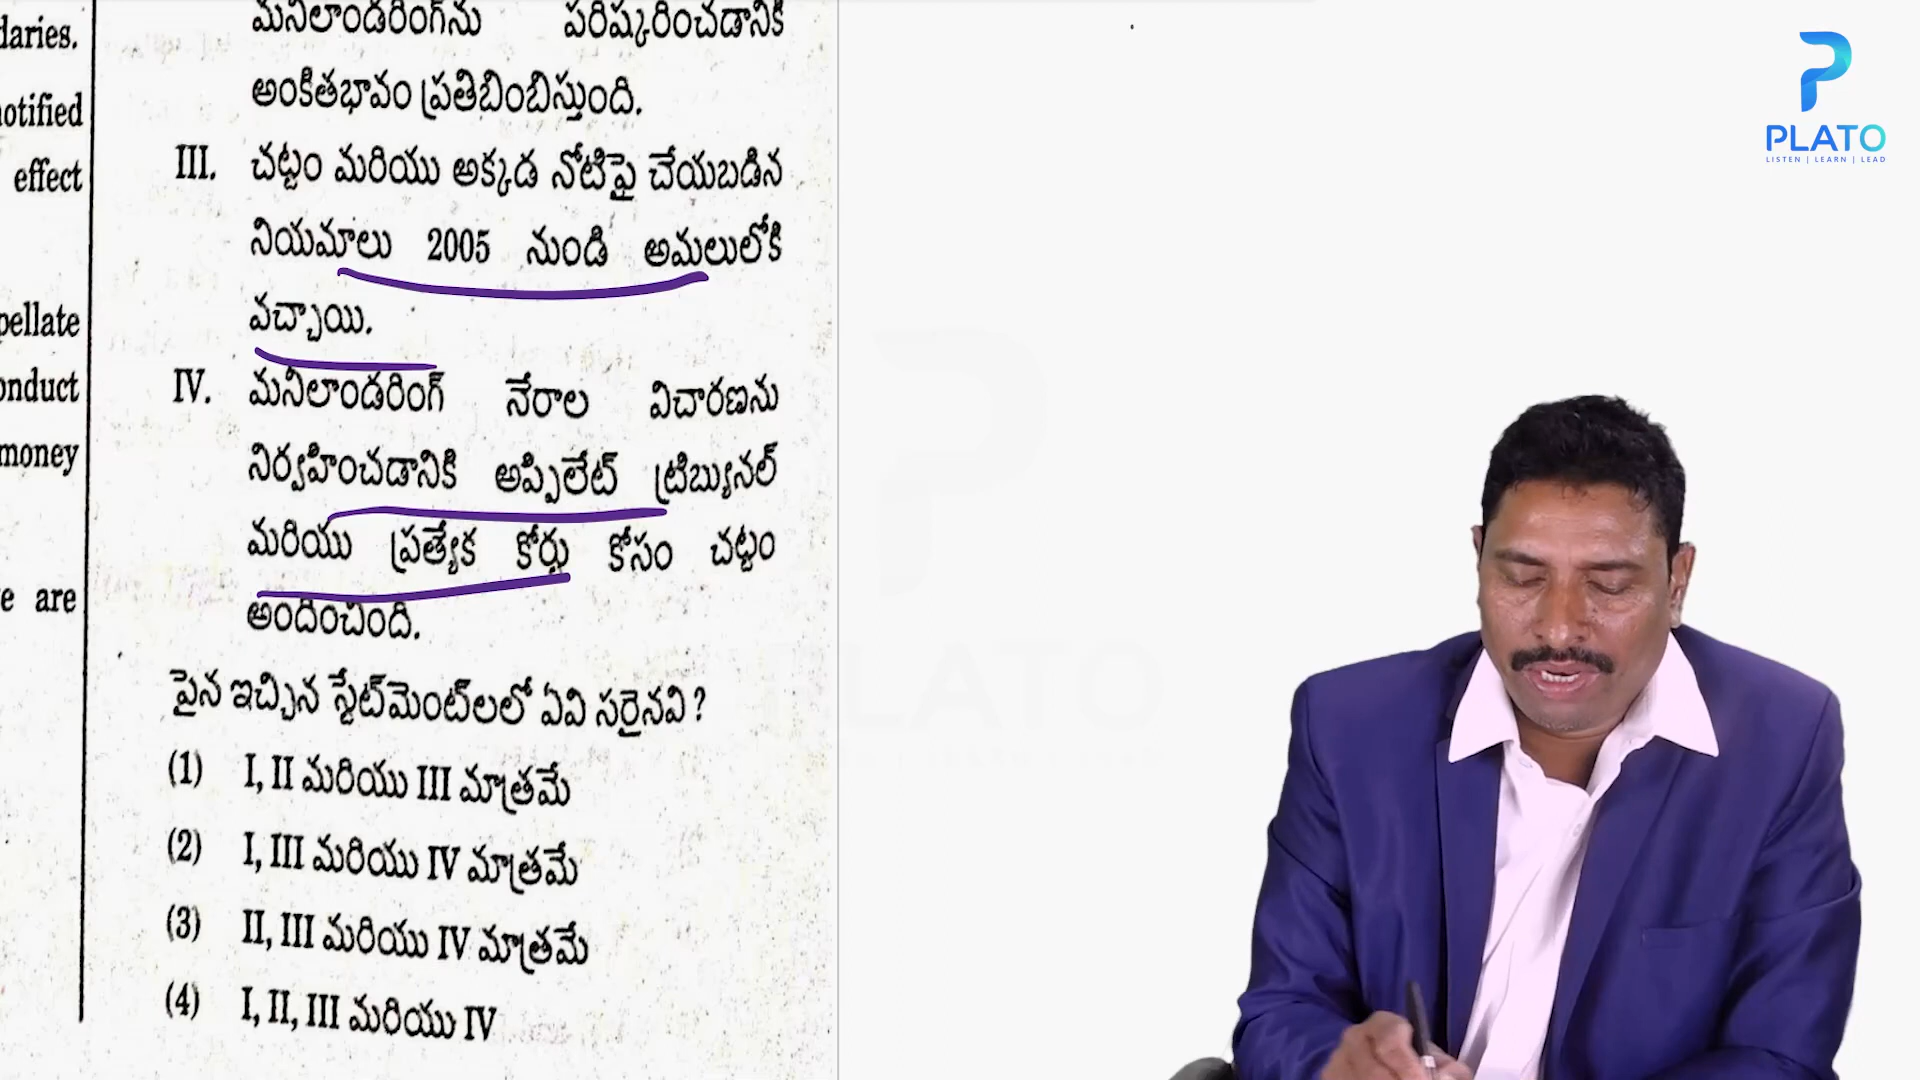 daries.
notified
effect
pellate
onduct
money
e are
మనీలాండరింగ్‌ను పరిష్కరించడానికి
అంకితభావం ప్రతిబింబిస్తుంది.
III. చట్టం మరియు అక్కడ నోటిఫై చేయబడిన
నియమాలు 2005 నుండి అమలులోకి
వచ్చాయి.
IV. మనీలాండరింగ్ నేరాల విచారణను
నిర్వహించడానికి అప్పిలేట్ ట్రిబ్యునల్
మరియు ప్రత్యేక కోర్టు కోసం చట్టం
అందించింది.
పైన ఇచ్చిన స్టేట్‌మెంట్‌లలో ఏవి సరైనవి ?
(1) I, II మరియు III మాత్రమే
(2) I, III మరియు IV మాత్రమే
(3) II, III మరియు IV మాత్రమే
(4) I, II, III మరియు IV
PLATO
LISTEN | LEARN | LEAD
PLATO